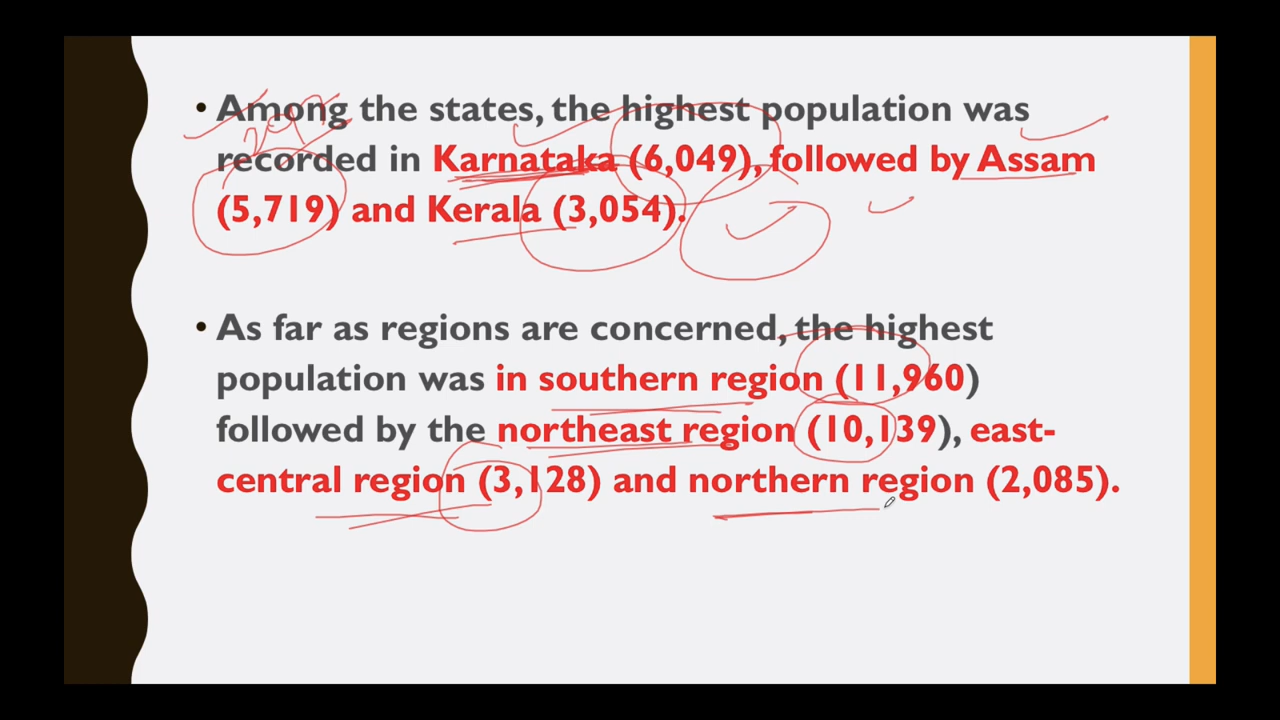 • Among the states, the highest population was
recorded in Karnataka (6,049), followed by Assam
(5,719) and Kerala (3,054).
• As far as regions are concerned, the highest
population was in southern region (11,960)
followed by the northeast region (10,139), east-
central region (3,128) and northern region (2,085).